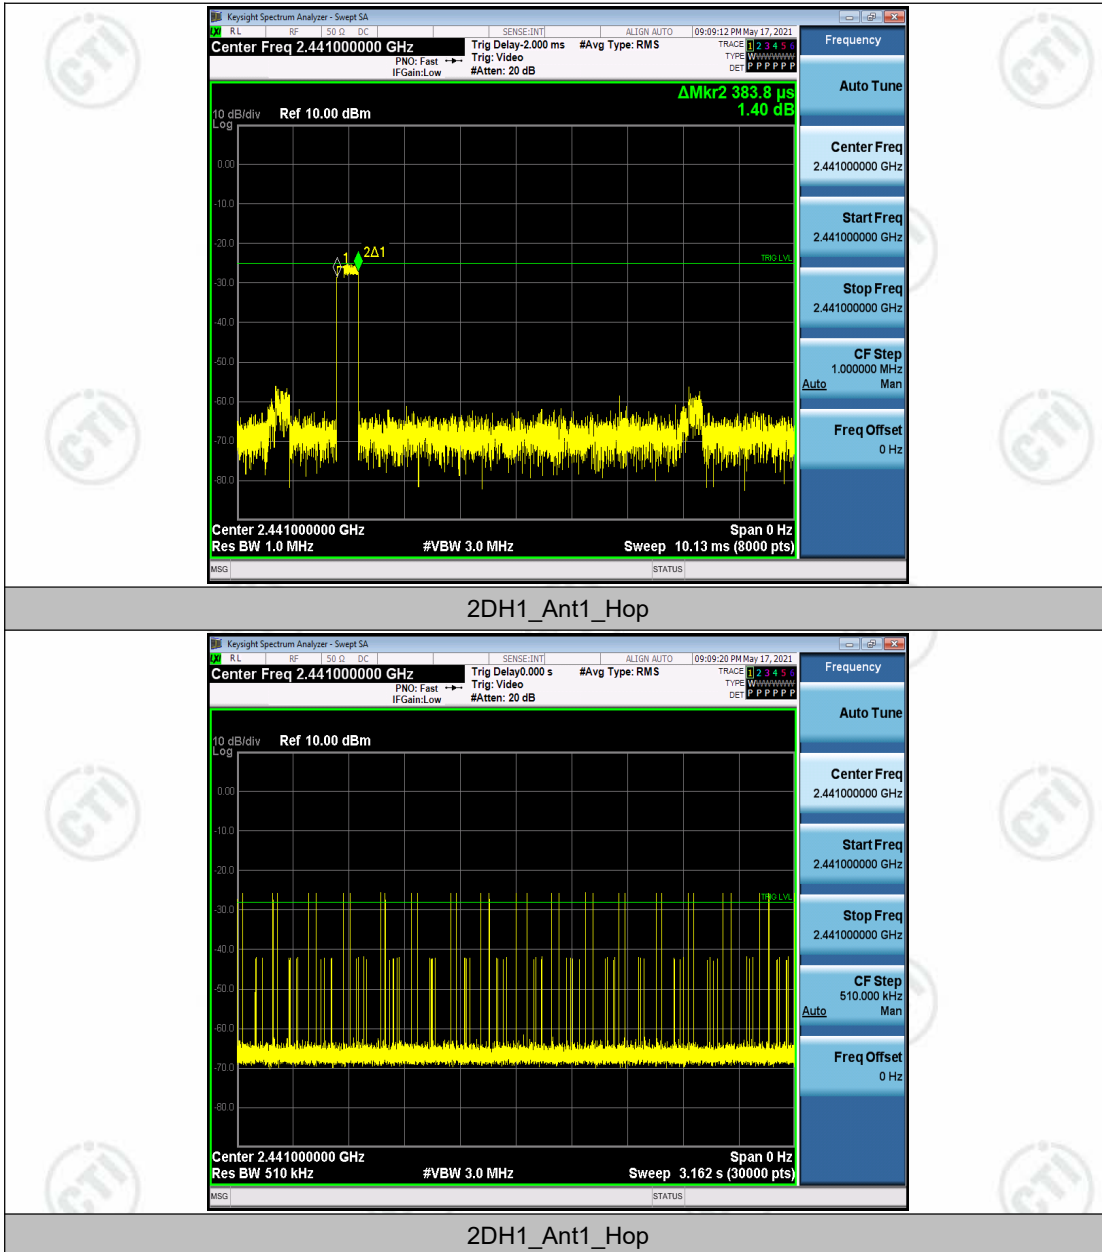 Keysight Spectrum Analyzer - Swept SA
LXI RL RF 50 Ω DC SENSE:INT ALIGN AUTO 09:09:12 PM May 17, 2021
Center Freq 2.441000000 GHz Trig Delay-2.000 ms #Avg Type: RMS TRACE 1 2 3 4 5 6
PNO: Fast Trig: Video TYPE WWWWWW
IFGain:Low #Atten: 20 dB DET P P P P P P
Frequency
Auto Tune
Center Freq
2.441000000 GHz
Start Freq
2.441000000 GHz
Stop Freq
2.441000000 GHz
CF Step
1.000000 MHz
Auto Man
Freq Offset
0 Hz
ΔMkr2 383.8 µs
1.40 dB
10 dB/div Ref 10.00 dBm
Log
0.00
-10.0
-20.0
-30.0
-40.0
-50.0
-60.0
-70.0
-80.0
1 2Δ1
TRIG LVL
Center 2.441000000 GHz Span 0 Hz
Res BW 1.0 MHz #VBW 3.0 MHz Sweep 10.13 ms (8000 pts)
MSG STATUS
2DH1_Ant1_Hop
Keysight Spectrum Analyzer - Swept SA
LXI RL RF 50 Ω DC SENSE:INT ALIGN AUTO 09:09:20 PM May 17, 2021
Center Freq 2.441000000 GHz Trig Delay0.000 s #Avg Type: RMS TRACE 1 2 3 4 5 6
PNO: Fast Trig: Video TYPE WWWWWW
IFGain:Low #Atten: 20 dB DET P P P P P P
Frequency
Auto Tune
Center Freq
2.441000000 GHz
Start Freq
2.441000000 GHz
Stop Freq
2.441000000 GHz
CF Step
510.000 kHz
Auto Man
Freq Offset
0 Hz
10 dB/div Ref 10.00 dBm
Log
0.00
-10.0
-20.0
-30.0
-40.0
-50.0
-60.0
-70.0
-80.0
TRIG LVL
Center 2.441000000 GHz Span 0 Hz
Res BW 510 kHz #VBW 3.0 MHz Sweep 3.162 s (30000 pts)
MSG STATUS
2DH1_Ant1_Hop
CTI
CTI
CTI
CTI
CTI
CTI
CTI
CTI